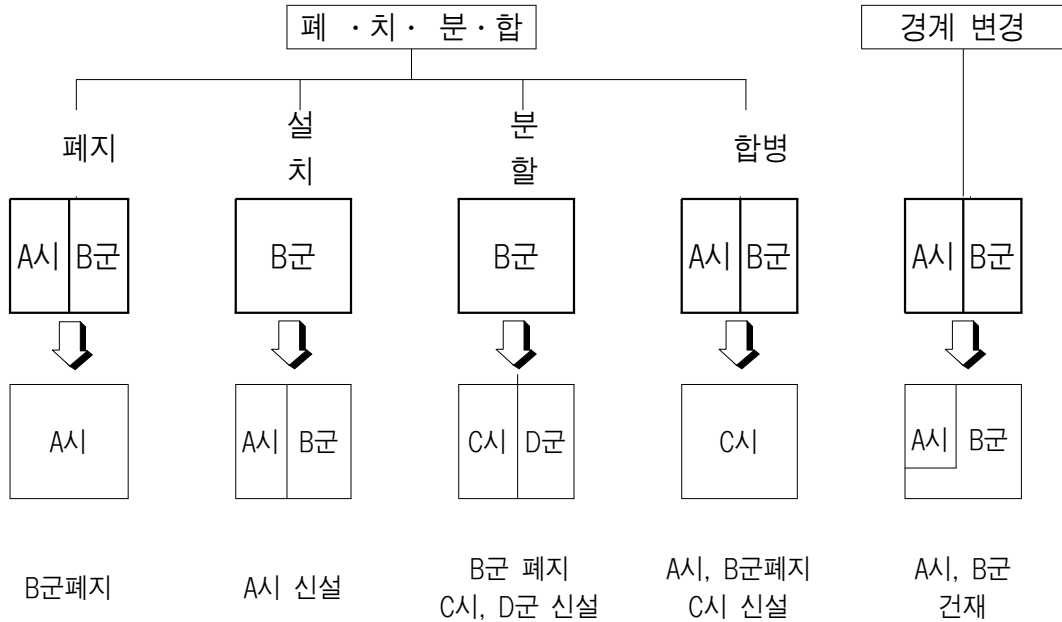 폐 ·치· 분·합
경계 변경
폐지
설
치
분
할
합병
A시 B군
B군
B군
A시 B군
A시 B군
A시
A시 B군
C시 D군
C시
A시 B군
B군폐지
A시 신설
B군 폐지
C시, D군 신설
A시, B군폐지
C시 신설
A시, B군
건재